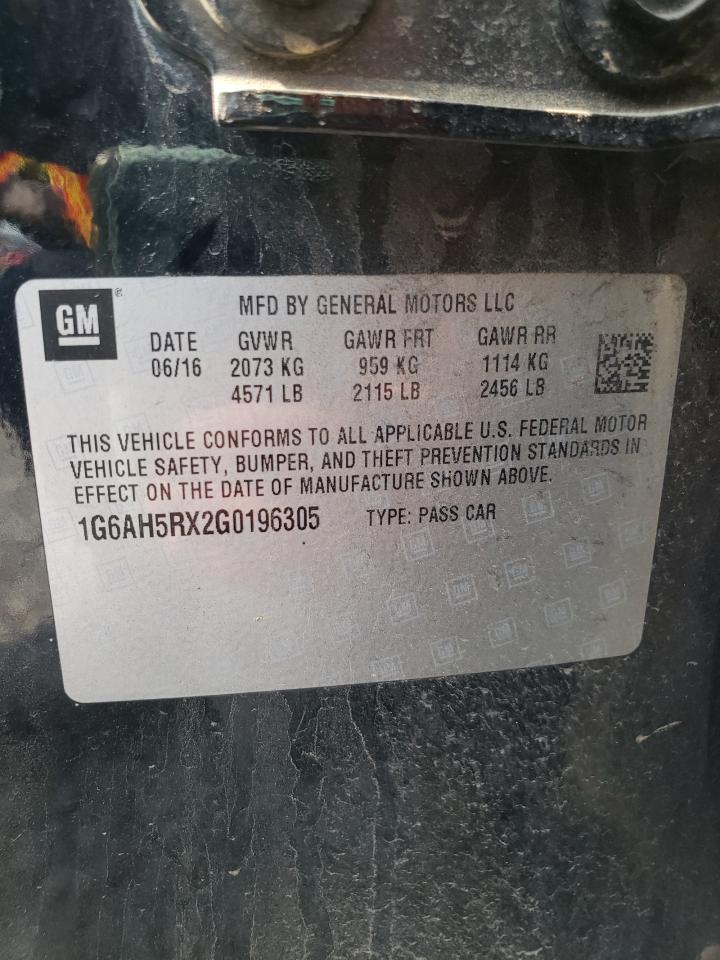 GM ®
MFD BY GENERAL MOTORS LLC
DATE GVWR GAWR FRT GAWR RR
06/16 2073 KG 959 KG 1114 KG
4571 LB 2115 LB 2456 LB
THIS VEHICLE CONFORMS TO ALL APPLICABLE U.S. FEDERAL MOTOR
VEHICLE SAFETY, BUMPER, AND THEFT PREVENTION STANDARDS IN
EFFECT ON THE DATE OF MANUFACTURE SHOWN ABOVE.
1G6AH5RX2G0196305 TYPE: PASS CAR